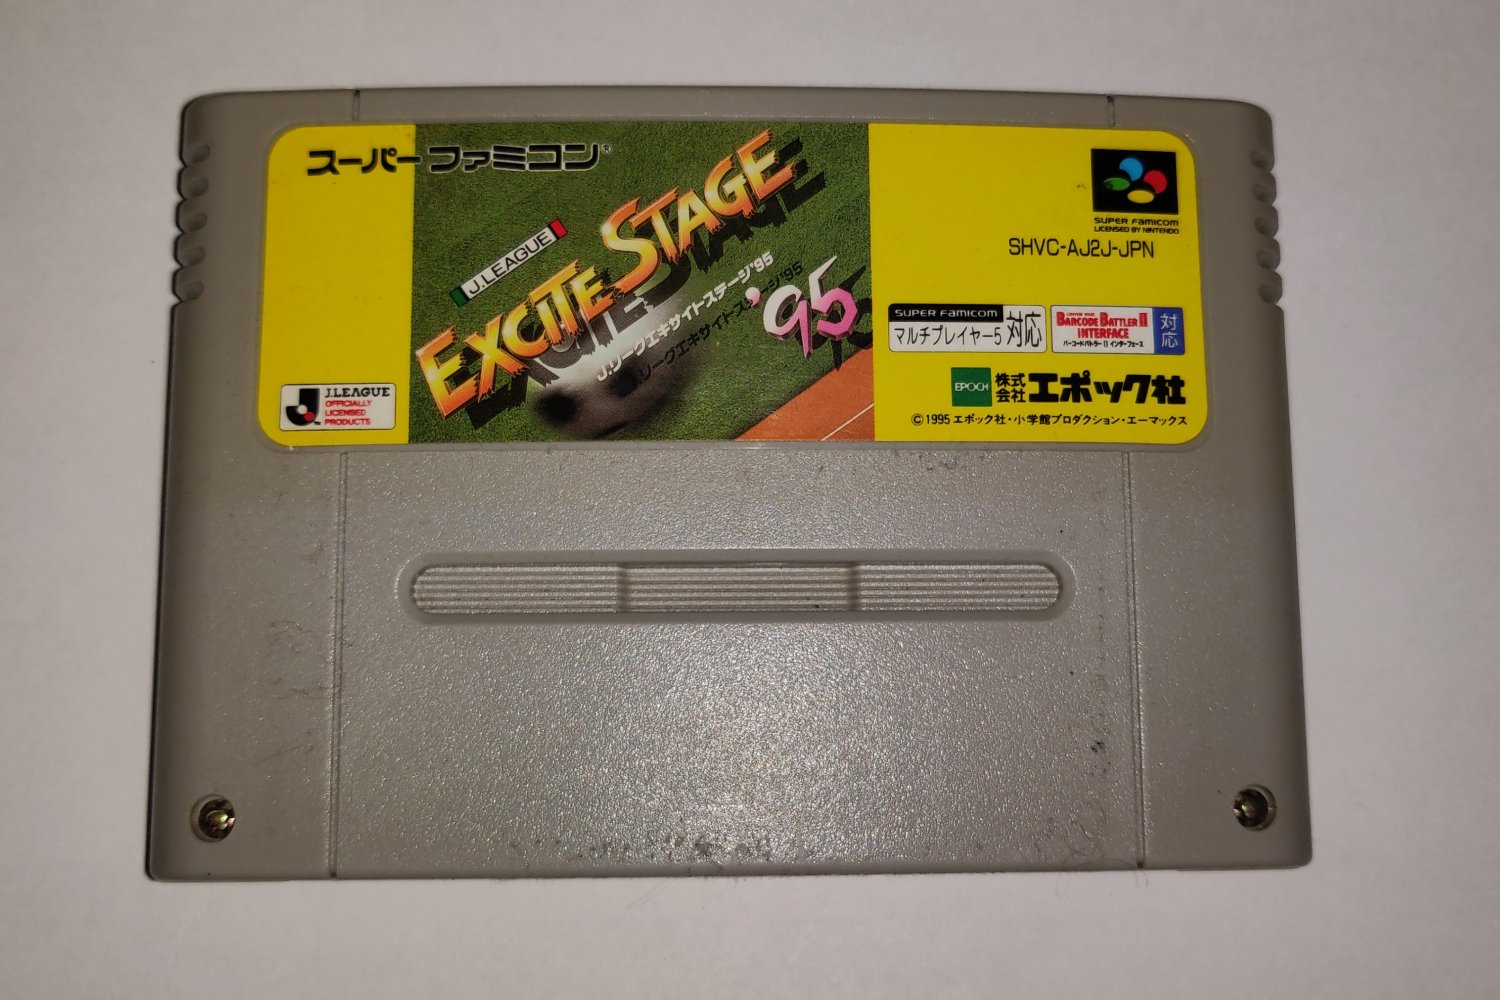 スーパーファミコン®
J.LEAGUE
EXCITE STAGE
J.リーグエキサイトステージ'95
'95
J.LEAGUE
OFFICIALLY
LICENSED
PRODUCTS
TM
SUPER FAMICOM
LICENSED BY NINTENDO
SHVC-AJ2J-JPN
SUPER FAMICOM
マルチプレイヤー5 対応
BARCODE BATTLER II
INTERFACE
バーコードバトラーIIインターフェース
対応
EPOCH 株式会社エポック社
©1995 エポック社・小学館プロダクション・エーマックス